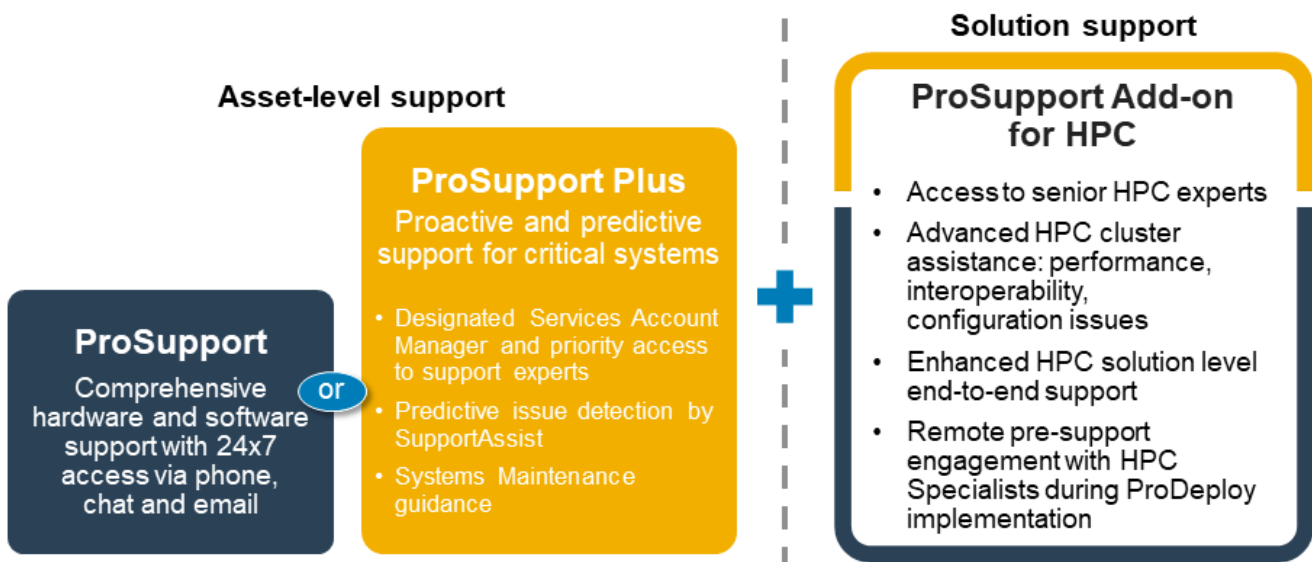 Asset-level support
ProSupport
Comprehensive
hardware and software
support with 24x7
access via phone,
chat and email
or
ProSupport Plus
Proactive and predictive
support for critical systems
• Designated Services Account
Manager and priority access
to support experts
• Predictive issue detection by
SupportAssist
• Systems Maintenance
guidance
Solution support
ProSupport Add-on
for HPC
• Access to senior HPC experts
• Advanced HPC cluster
assistance: performance,
interoperability,
configuration issues
• Enhanced HPC solution level
end-to-end support
• Remote pre-support
engagement with HPC
Specialists during ProDeploy
implementation